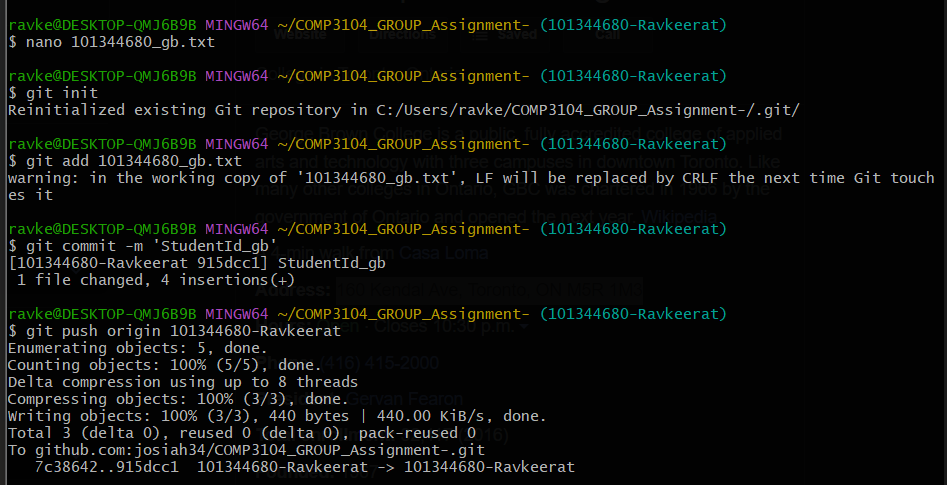 ravke@DESKTOP-QMJ6B9B MINGW64 ~/COMP3104_GROUP_Assignment- (101344680-Ravkeerat)
$ nano 101344680_gb.txt
ravke@DESKTOP-QMJ6B9B MINGW64 ~/COMP3104_GROUP_Assignment- (101344680-Ravkeerat)
$ git init
Reinitialized existing Git repository in C:/Users/ravke/COMP3104_GROUP_Assignment-/.git/
ravke@DESKTOP-QMJ6B9B MINGW64 ~/COMP3104_GROUP_Assignment- (101344680-Ravkeerat)
$ git add 101344680_gb.txt
warning: in the working copy of '101344680_gb.txt', LF will be replaced by CRLF the next time Git touch
es it
ravke@DESKTOP-QMJ6B9B MINGW64 ~/COMP3104_GROUP_Assignment- (101344680-Ravkeerat)
$ git commit -m 'StudentId_gb'
[101344680-Ravkeerat 915dcc1] StudentId_gb
 1 file changed, 4 insertions(+)
ravke@DESKTOP-QMJ6B9B MINGW64 ~/COMP3104_GROUP_Assignment- (101344680-Ravkeerat)
$ git push origin 101344680-Ravkeerat
Enumerating objects: 5, done.
Counting objects: 100% (5/5), done.
Delta compression using up to 8 threads
Compressing objects: 100% (3/3), done.
Writing objects: 100% (3/3), 440 bytes | 440.00 KiB/s, done.
Total 3 (delta 0), reused 0 (delta 0), pack-reused 0
To github.com:josiah34/COMP3104_GROUP_Assignment-.git
   7c38642..915dcc1  101344680-Ravkeerat -> 101344680-Ravkeerat